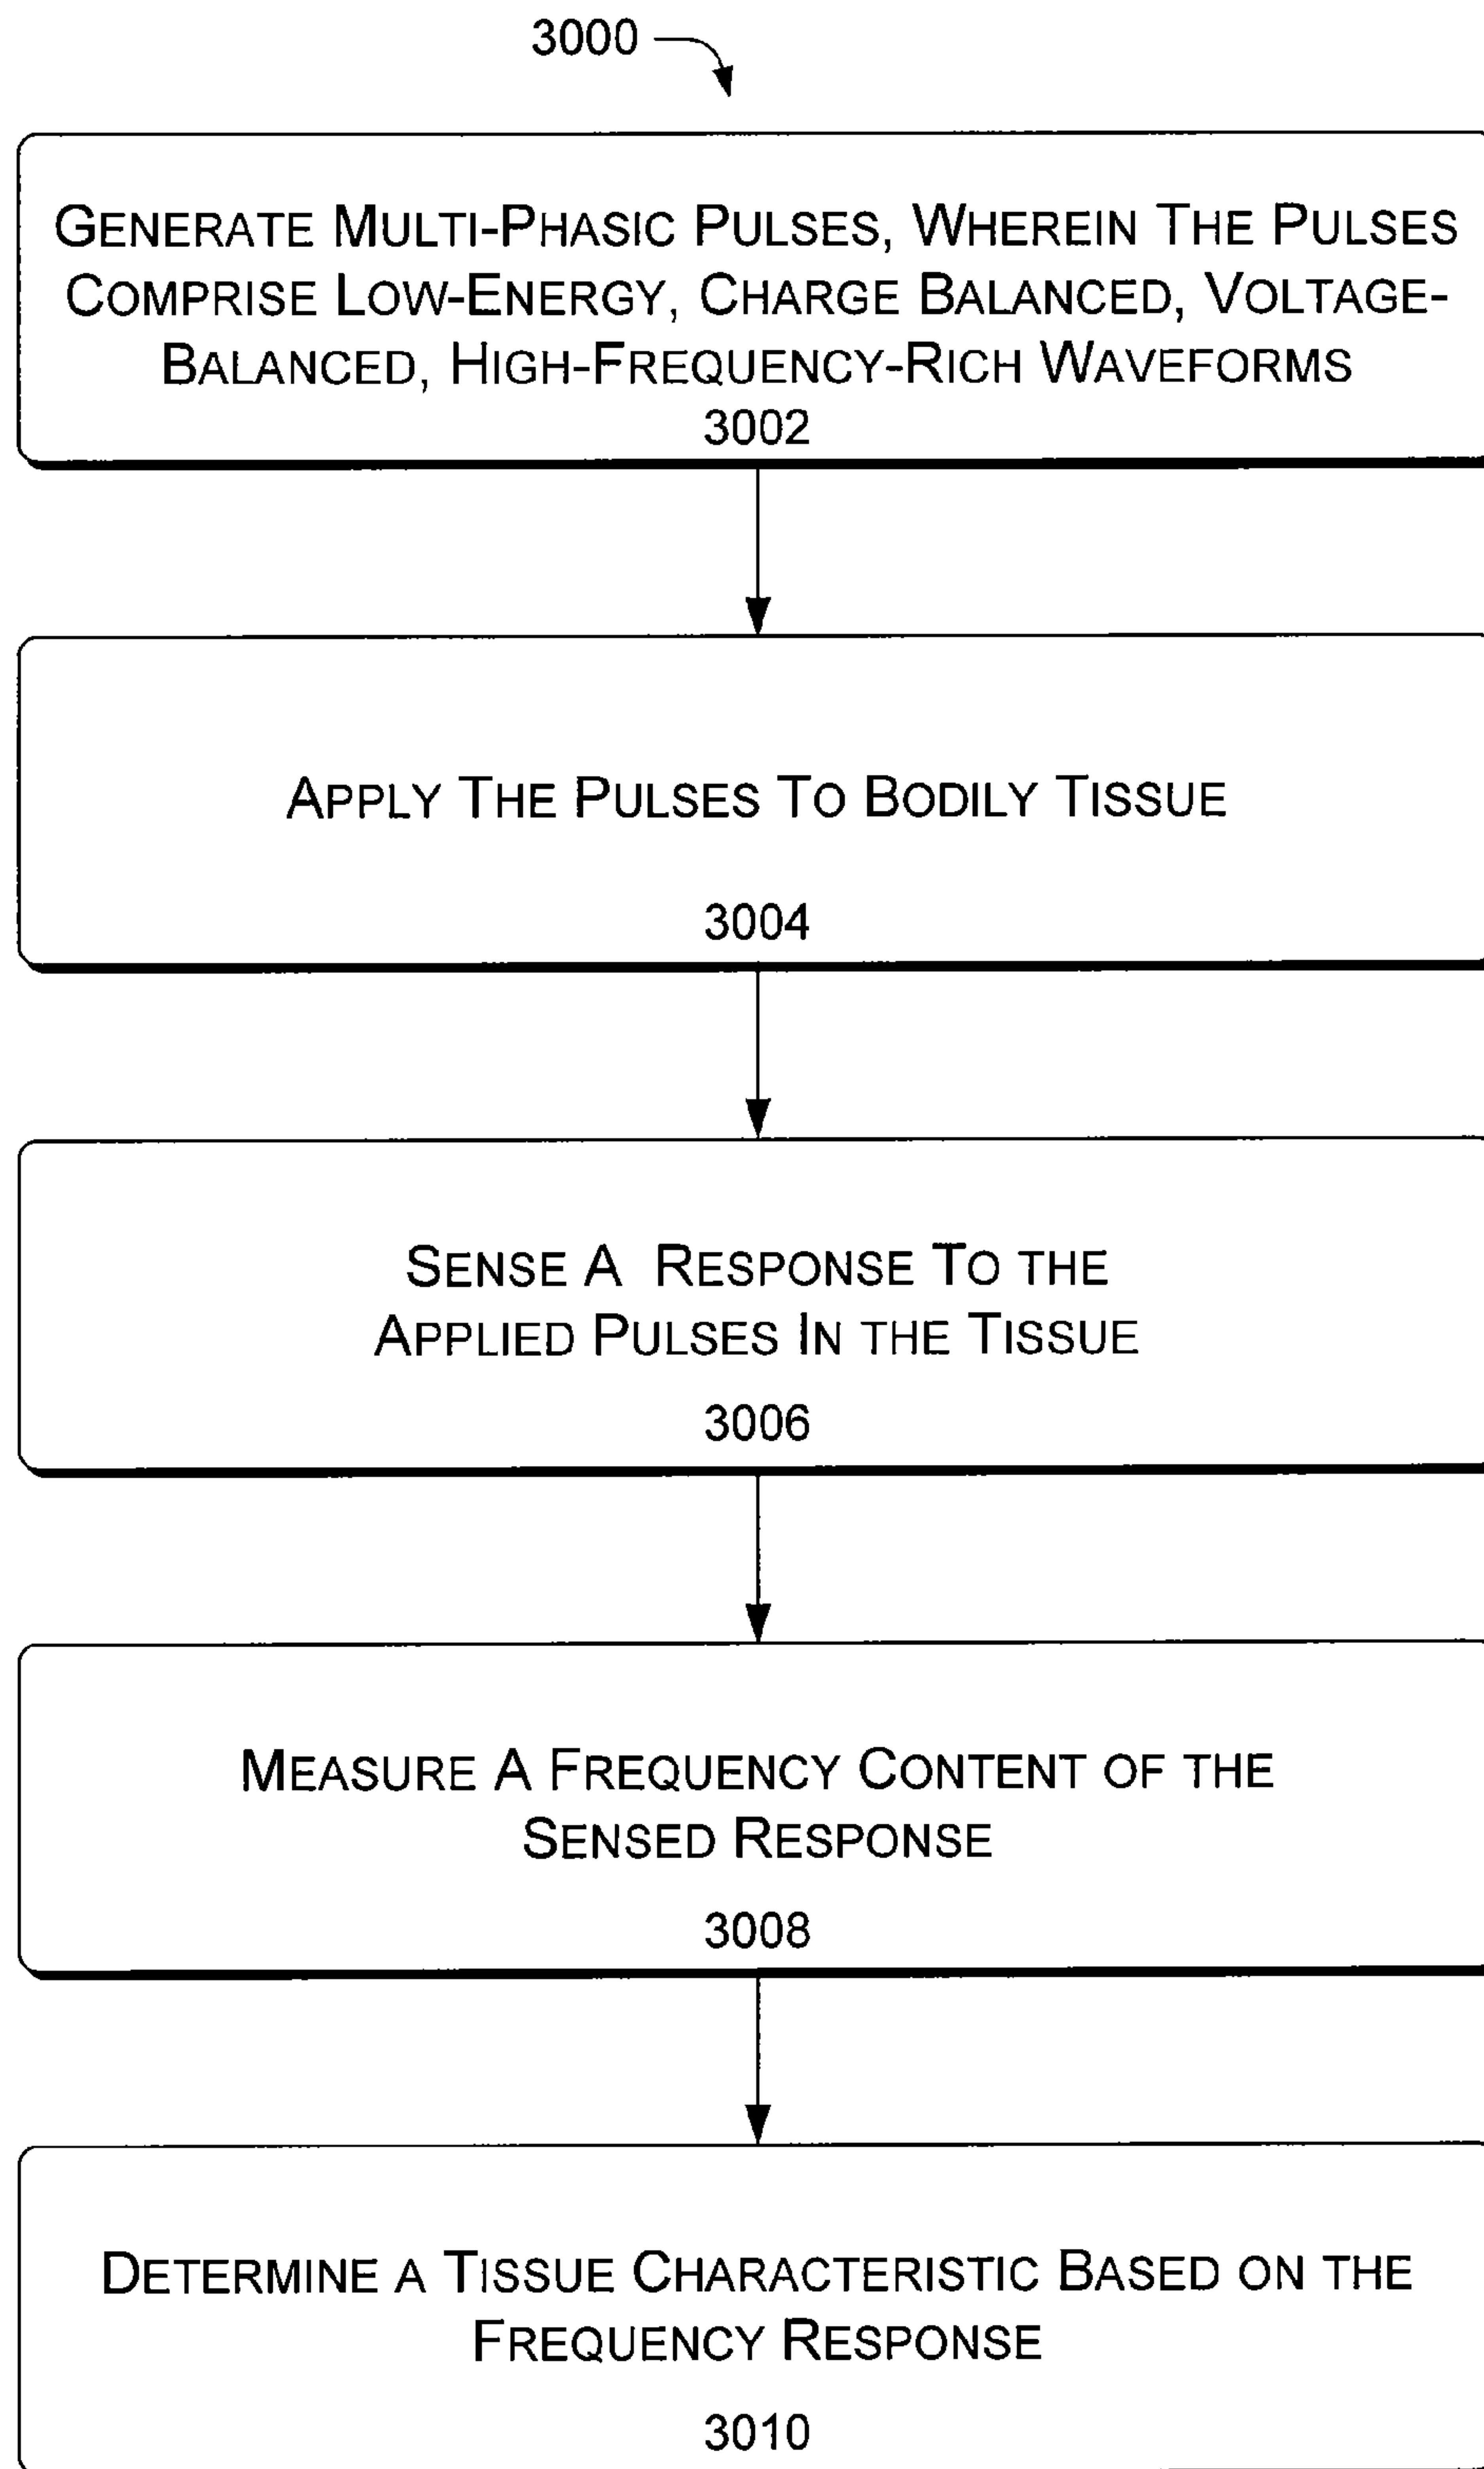 3000
GENERATE MULTI-PHASIC PULSES, WHEREIN THE PULSES
COMPRISE LOW-ENERGY, CHARGE BALANCED, VOLTAGE-
BALANCED, HIGH-FREQUENCY-RICH WAVEFORMS
3002
APPLY THE PULSES TO BODILY TISSUE
3004
SENSE A RESPONSE TO THE
APPLIED PULSES IN THE TISSUE
3006
MEASURE A FREQUENCY CONTENT OF THE
SENSED RESPONSE
3008
DETERMINE A TISSUE CHARACTERISTIC BASED ON THE
FREQUENCY RESPONSE
3010